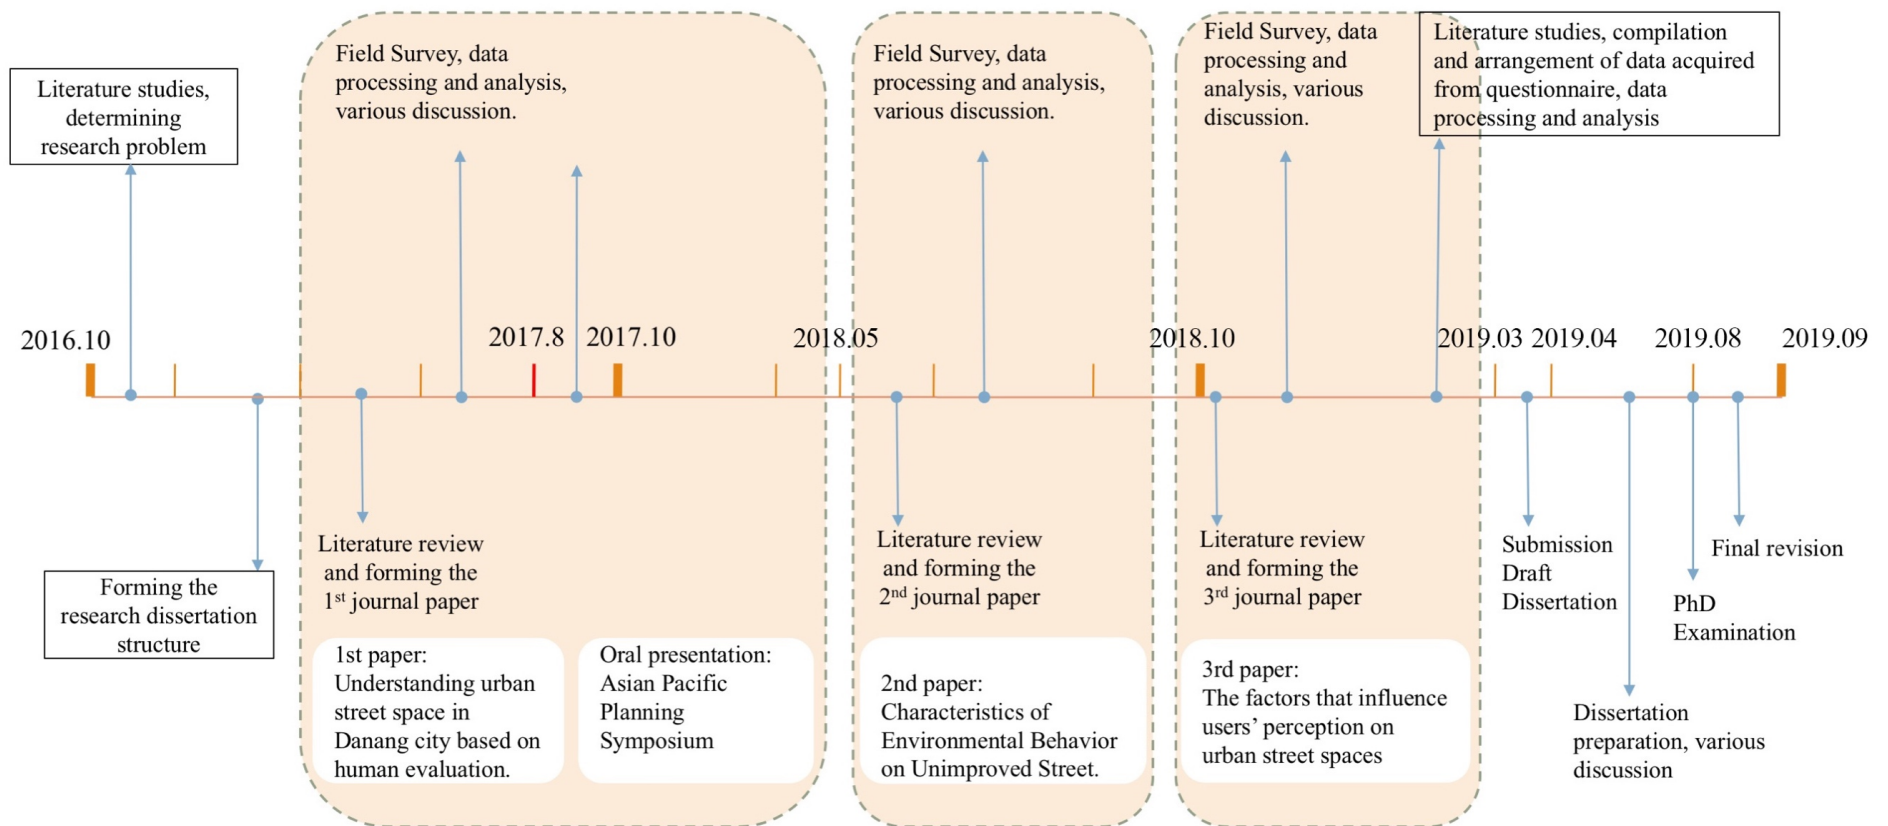 Literature studies,
determining
research problem
Field Survey, data
processing and analysis,
various discussion.
Field Survey, data
processing and analysis,
various discussion.
Field Survey, data
processing and
analysis, various
discussion.
Literature studies, compilation
and arrangement of data acquired
from questionnaire, data
processing and analysis
2016.10
2017.8
2017.10
2018.05
2018.10
2019.03
2019.04
2019.08
2019.09
Forming the
research dissertation
structure
Literature review
and forming the
1st journal paper
Literature review
and forming the
2nd journal paper
Literature review
and forming the
3rd journal paper
Submission
Draft
Dissertation
Final revision
PhD
Examination
Dissertation
preparation, various
discussion
1st paper:
Understanding urban
street space in
Danang city based on
human evaluation.
Oral presentation:
Asian Pacific
Planning
Symposium
2nd paper:
Characteristics of
Environmental Behavior
on Unimproved Street.
3rd paper:
The factors that influence
users’ perception on
urban street spaces